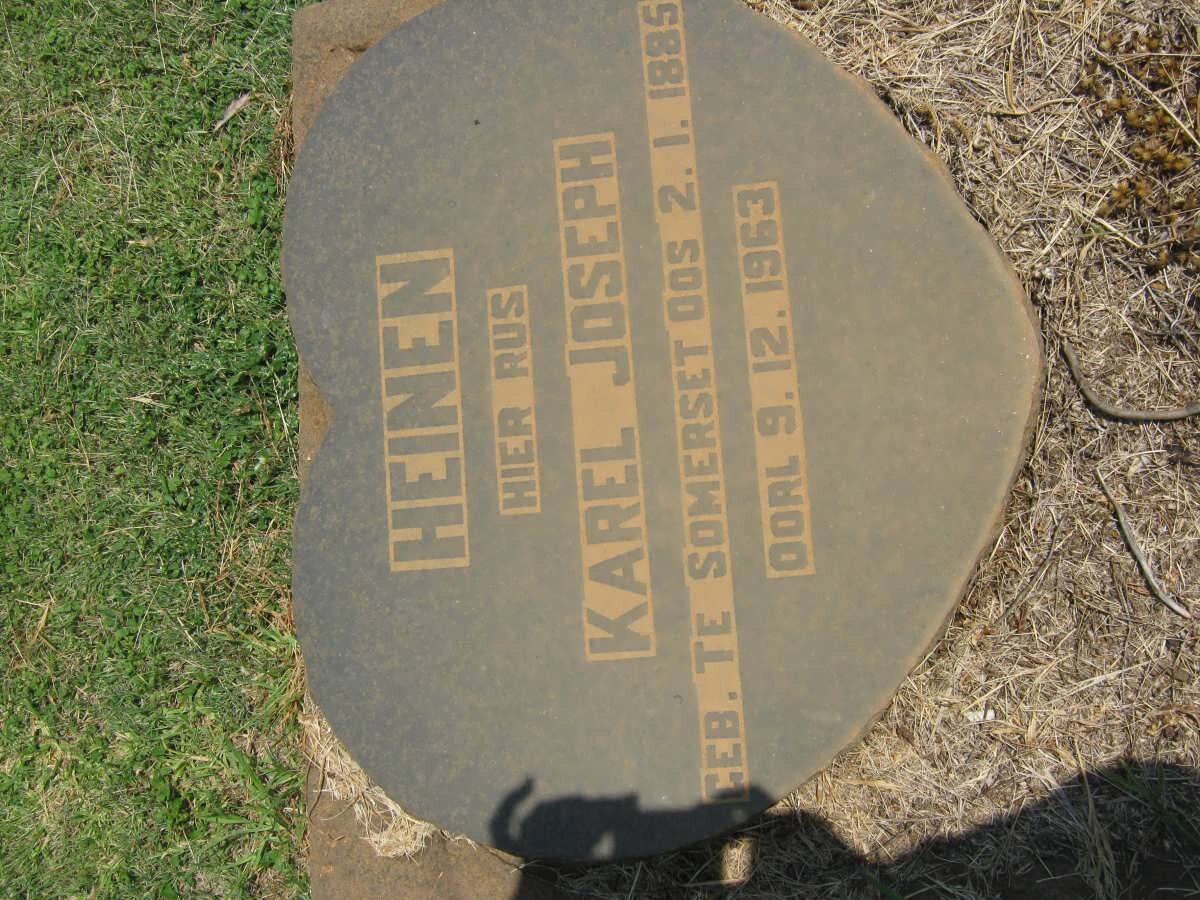 HEINEN
HIER RUS
KAREL JOSEPH
GEB. TE SOMERSET OOS 2. 1. 1885
OORL 9. 12. 1963